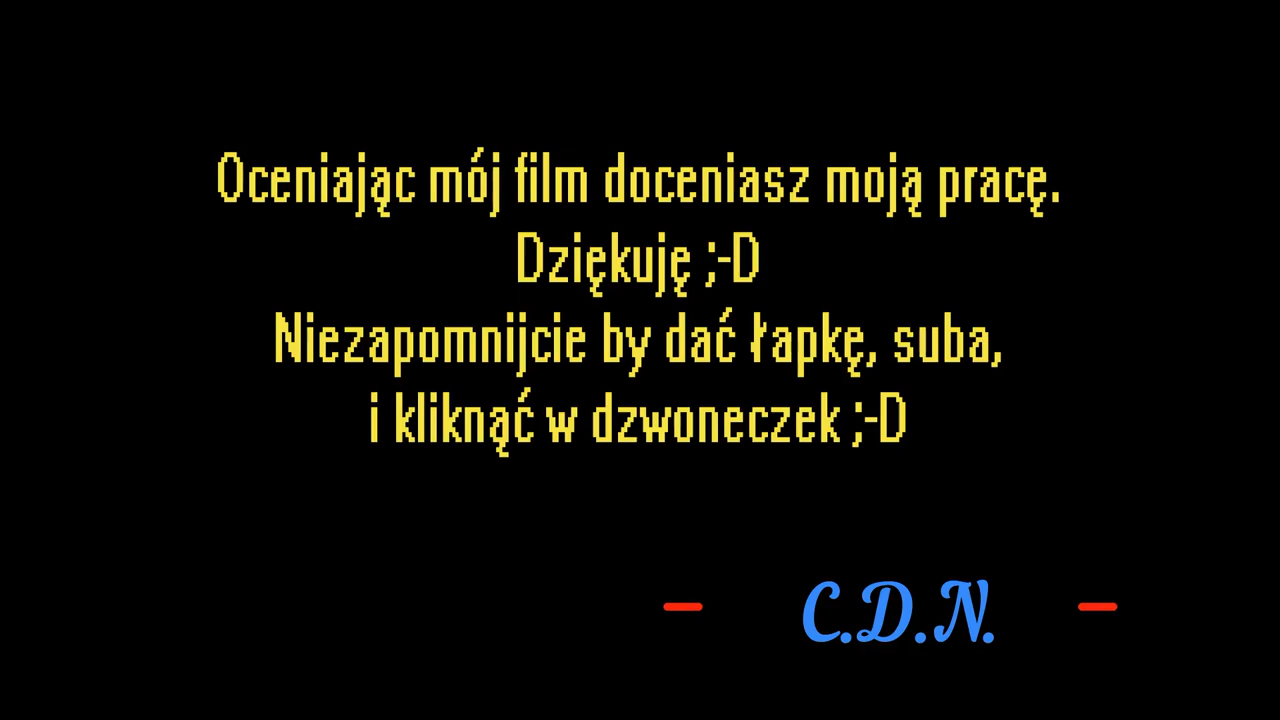 Oceniając mój film doceniasz moją pracę.
Dziękuję ;-D
Niezapomnijcie by dać łapkę, suba,
i kliknąć w dzwoneczek ;-D
- C.D.N. -